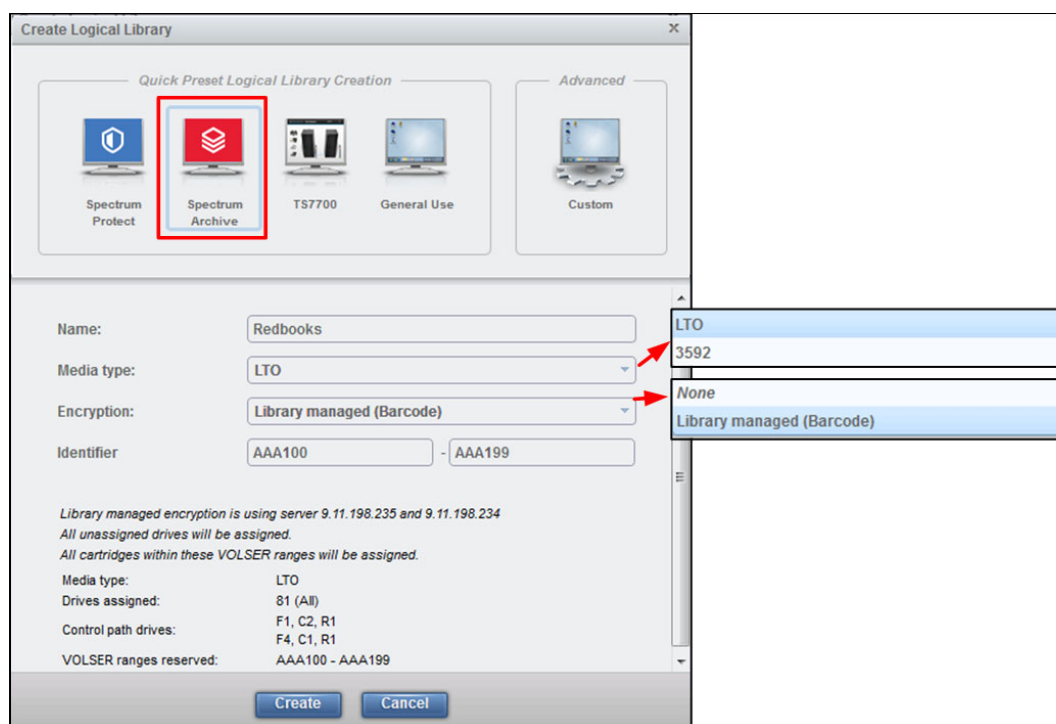 Create Logical Library x
Quick Preset Logical Library Creation
Advanced
Spectrum
Protect
Spectrum
Archive
TS7700
General Use
Custom
Name: Redbooks
Media type: LTO
LTO
3592
Encryption: Library managed (Barcode)
None
Library managed (Barcode)
Identifier AAA100 - AAA199
Library managed encryption is using server 9.11.198.235 and 9.11.198.234
All unassigned drives will be assigned.
All cartridges within these VOLSER ranges will be assigned.
Media type: LTO
Drives assigned: 81 (All)
Control path drives: F1, C2, R1
F4, C1, R1
VOLSER ranges reserved: AAA100 - AAA199
Create Cancel